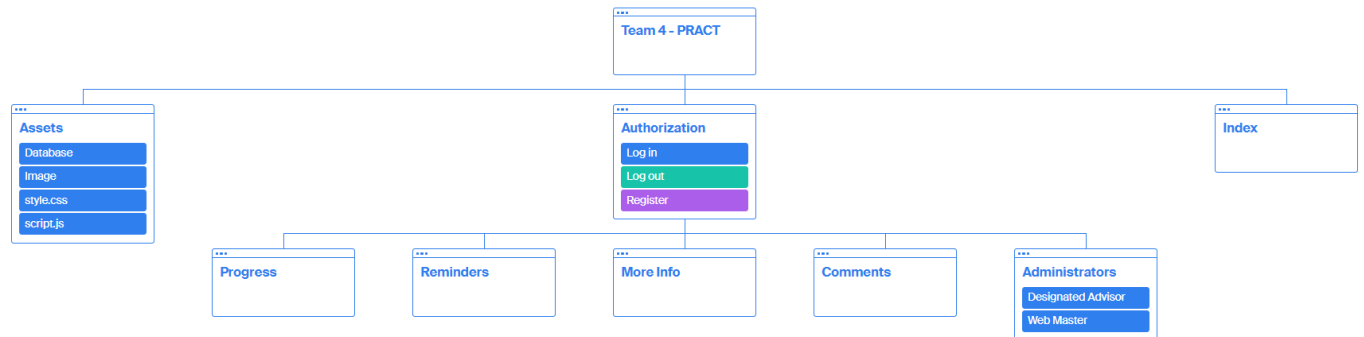 Team 4 - PRACT
Assets
Database
Image
style.css
script.js
Authorization
Log in
Log out
Register
Index
Progress
Reminders
More Info
Comments
Administrators
Designated Advisor
Web Master